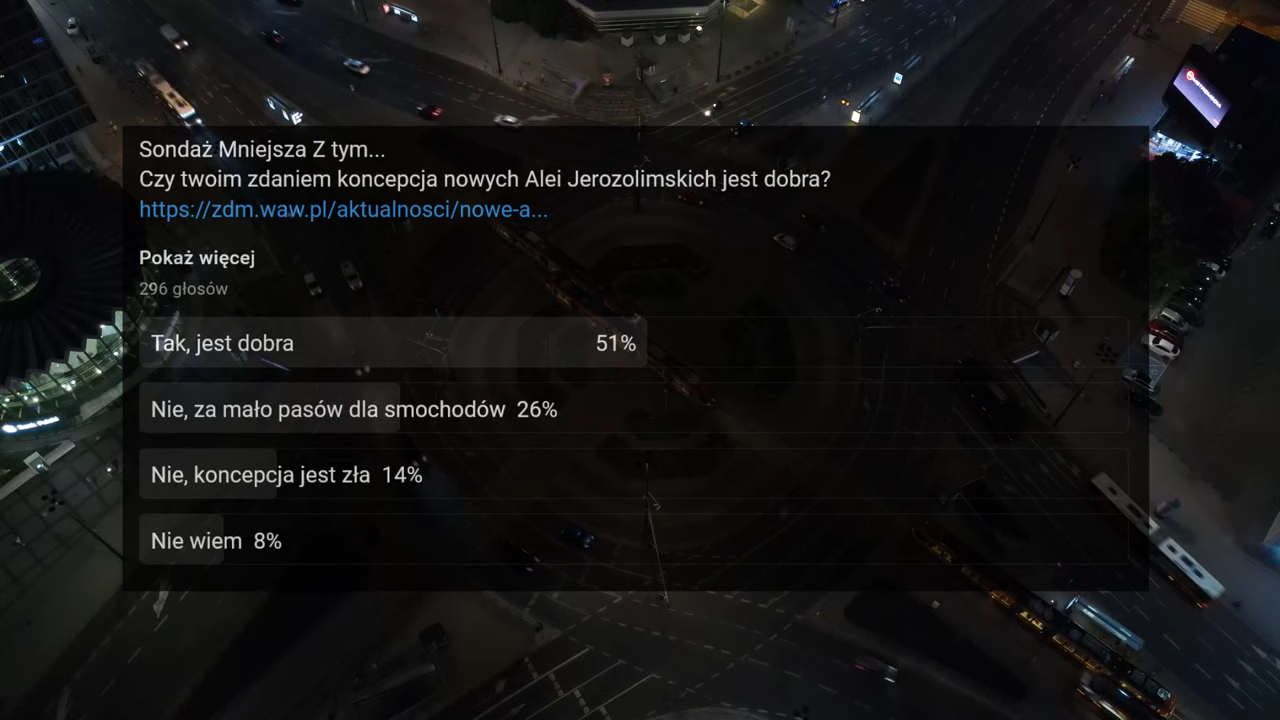 Sondaż Mniejsza Z tym...
Czy twoim zdaniem koncepcja nowych Alei Jerozolimskich jest dobra?
https://zdm.waw.pl/aktualnosci/nowe-a...
Pokaż więcej
296 głosów
Tak, jest dobra 51%
Nie, za mało pasów dla smochodów 26%
Nie, koncepcja jest zła 14%
Nie wiem 8%